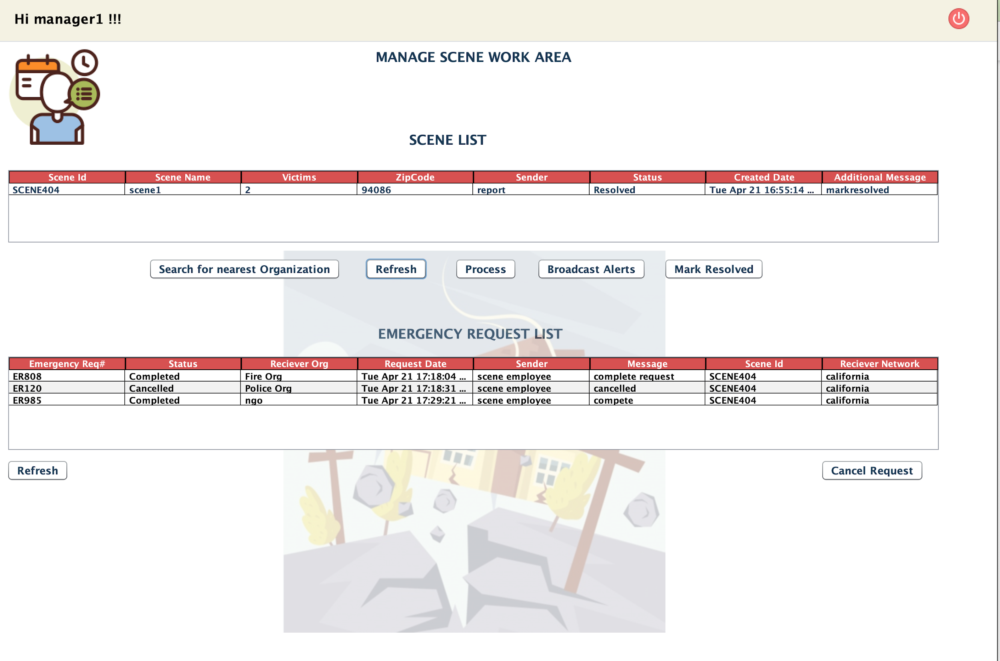 Hi manager1 !!!
MANAGE SCENE WORK AREA
SCENE LIST
Scene Id Scene Name Victims ZipCode Sender Status Created Date Additional Message
SCENE404 scene1 2 94086 report Resolved Tue Apr 21 16:55:14 ... markresolved
Search for nearest Organization Refresh Process Broadcast Alerts Mark Resolved
EMERGENCY REQUEST LIST
Emergency Req# Status Reciever Org Request Date Sender Message Scene Id Reciever Network
ER808 Completed Fire Org Tue Apr 21 17:18:04 ... scene employee complete request SCENE404 california
ER120 Cancelled Police Org Tue Apr 21 17:18:31 ... scene employee cancelled SCENE404 california
ER985 Completed ngo Tue Apr 21 17:29:21 ... scene employee compete SCENE404 california
Refresh Cancel Request